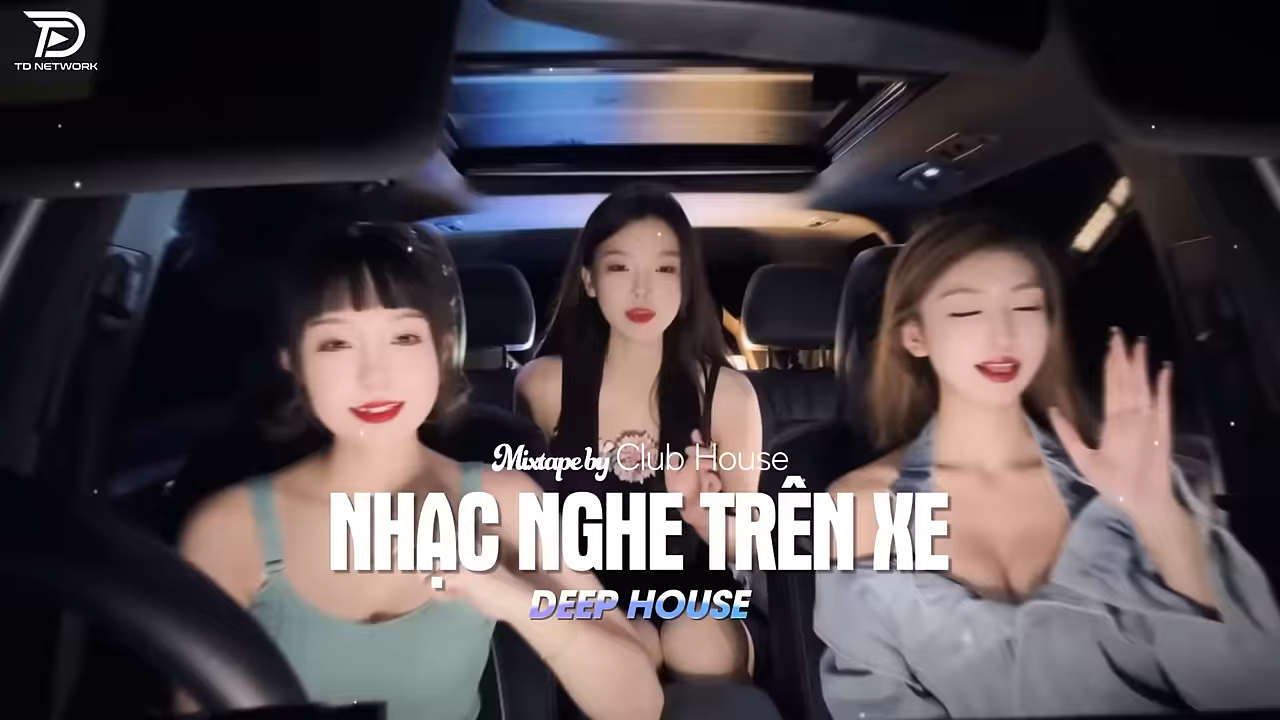 TD NETWORK
Mixtape by Club House
NHẠC NGHE TRÊN XE
DEEP HOUSE